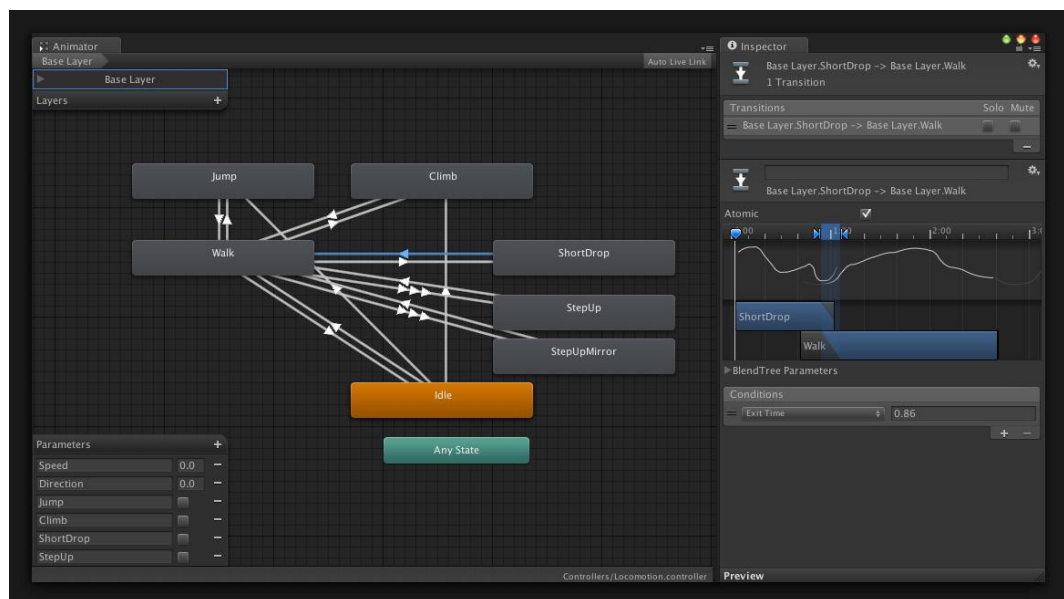 Animator
Base Layer
Auto Live Link
Base Layer
Layers
+
Jump
Climb
Walk
ShortDrop
StepUp
StepUpMirror
Idle
Any State
Parameters
+
Speed 0.0 −
Direction 0.0 −
Jump −
Climb −
ShortDrop −
StepUp −
Controllers/Locomotion.controller
Inspector
Base Layer.ShortDrop -> Base Layer.Walk
1 Transition
Transitions Solo Mute
Base Layer.ShortDrop -> Base Layer.Walk
−
Base Layer.ShortDrop -> Base Layer.Walk
Atomic
2:00
ShortDrop
Walk
BlendTree Parameters
Conditions
Exit Time 0.86
+ −
Preview